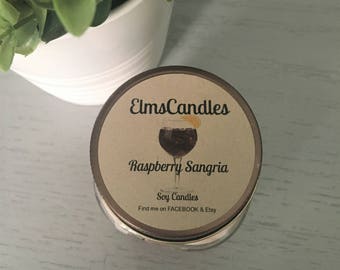 ElmsCandles
Raspberry Sangria
Soy Candles
Find me on FACEBOOK & Etsy